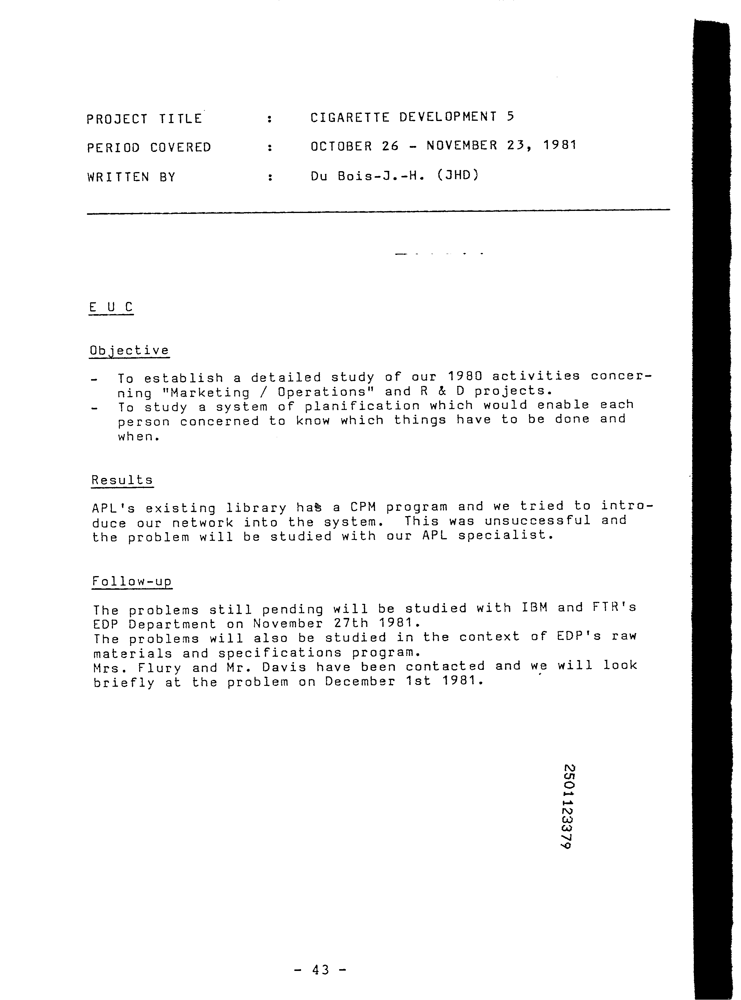 PROJECT TITLE : CIGARETTE DEVELOPMENT 5
PERIOD COVERED : OCTOBER 26 - NOVEMBER 23, 1981
WRITTEN BY : Du Bois-J.-H. (JHD)
E U C
Objective
- To establish a detailed study of our 1980 activities concer-
ning "Marketing / Operations" and R & D projects.
- To study a system of planification which would enable each
person concerned to know which things have to be done and
when.
Results
APL's existing library has a CPM program and we tried to intro-
duce our network into the system. This was unsuccessful and
the problem will be studied with our APL specialist.
Follow-up
The problems still pending will be studied with IBM and FTR's
EDP Department on November 27th 1981.
The problems will also be studied in the context of EDP's raw
materials and specifications program.
Mrs. Flury and Mr. Davis have been contacted and we will look
briefly at the problem on December 1st 1981.
2501123379
- 43 -